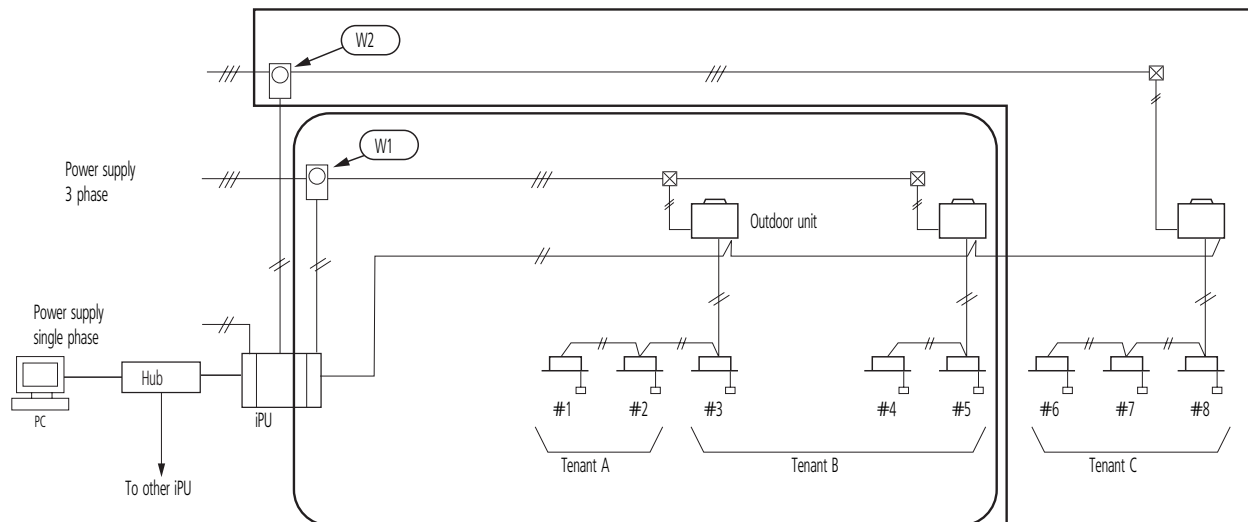 W2
W1
Power supply
3 phase
Outdoor unit
Power supply
single phase
Hub
PC
iPU
#1 #2 #3 #4 #5 #6 #7 #8
Tenant A Tenant B Tenant C
To other iPU